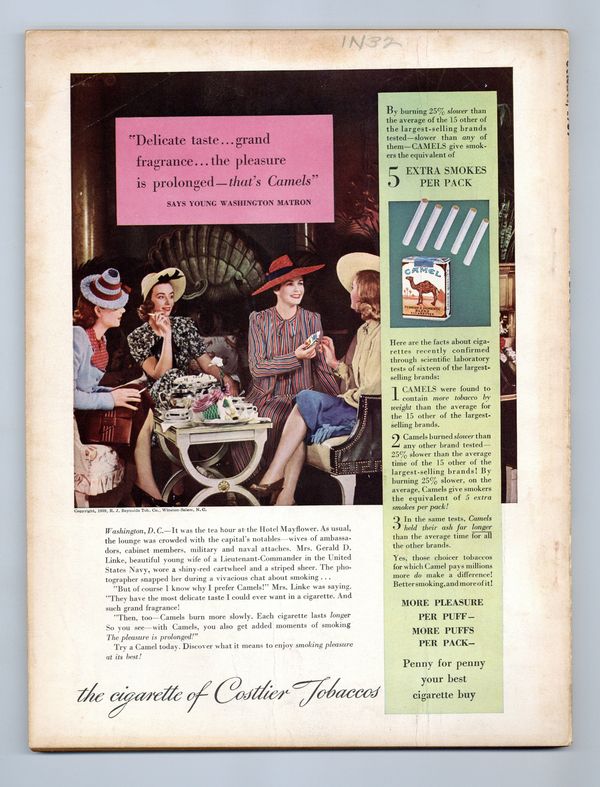 1N32
"Delicate taste...grand
fragrance...the pleasure
is prolonged—that's Camels"
SAYS YOUNG WASHINGTON MATRON
Copyright, 1939, R. J. Reynolds Tob. Co., Winston-Salem, N. C.
Washington, D.C.—It was the tea hour at the Hotel Mayflower. As usual,
the lounge was crowded with the capital's notables—wives of ambassa-
dors, cabinet members, military and naval attaches. Mrs. Gerald D.
Linke, beautiful young wife of a Lieutenant-Commander in the United
States Navy, wore a shiny-red cartwheel and a striped sheer. The pho-
tographer snapped her during a vivacious chat about smoking . . .
"But of course I know why I prefer Camels!" Mrs. Linke was saying.
"They have the most delicate taste I could ever want in a cigarette. And
such grand fragrance!
"Then, too—Camels burn more slowly. Each cigarette lasts longer
So you see—with Camels, you also get added moments of smoking
The pleasure is prolonged!"
Try a Camel today. Discover what it means to enjoy smoking pleasure
at its best!
the cigarette of Costlier Tobaccos
By burning 25% slower than
the average of the 15 other of
the largest-selling brands
tested—slower than any of
them—CAMELS give smok-
ers the equivalent of
5 EXTRA SMOKES
PER PACK
CAMEL
Here are the facts about ciga-
rettes recently confirmed
through scientific laboratory
tests of sixteen of the largest-
selling brands:
1 CAMELS were found to
contain more tobacco by
weight than the average for
the 15 other of the largest-
selling brands.
2 Camels burned slower than
any other brand tested—
25% slower than the average
time of the 15 other of the
largest-selling brands! By
burning 25% slower, on the
average, Camels give smokers
the equivalent of 5 extra
smokes per pack!
3 In the same tests, Camels
held their ash far longer
than the average time for all
the other brands.
Yes, those choicer tobaccos
for which Camel pays millions
more do make a difference!
Better smoking, and more of it!
MORE PLEASURE
PER PUFF—
MORE PUFFS
PER PACK—
Penny for penny
your best
cigarette buy